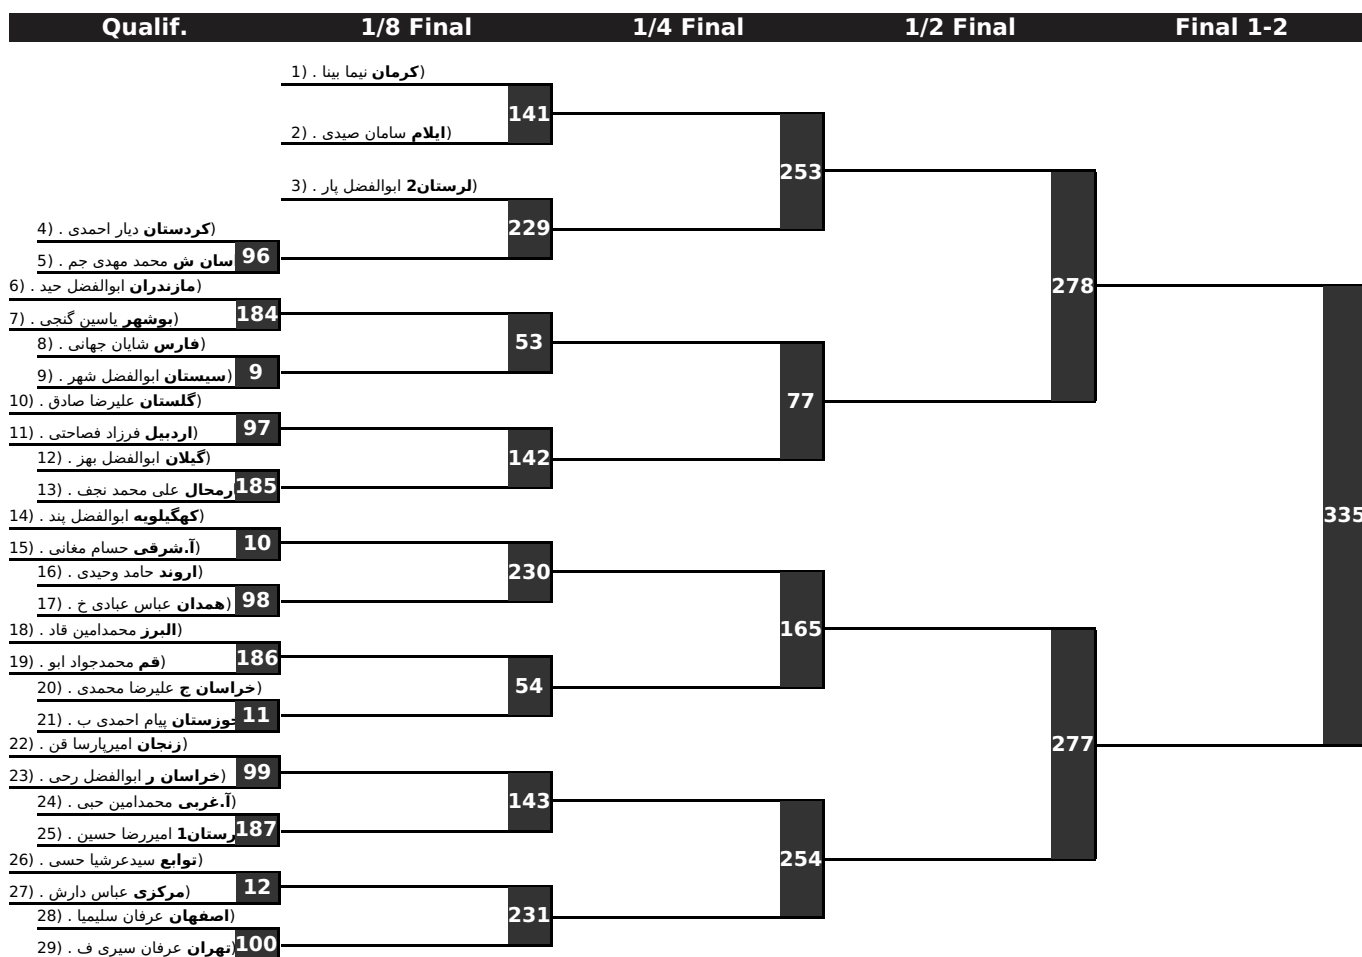 Qualif. 1/8 Final 1/4 Final 1/2 Final Final 1-2
1) . نیما بینا کرمان)
141
2) . سامان صیدی ایلام)
253
3) . ابوالفضل پار لرستان2)
229
278
4) . دیار احمدی کردستان)
96
5) . محمد مهدی جم سان ش
6) . ابوالفضل حید مازندران)
184
7) . یاسین گنجی بوشهر)
53
8) . شایان جهانی فارس)
9
9) . ابوالفضل شهر سیستان)
77
10) . علیرضا صادق گلستان)
97
11) . فرزاد فصاحتی اردبیل)
142
12) . ابوالفضل بهز گیلان)
185
13) . علی محمد نجف رمحال
335
14) . ابوالفضل پند کهگیلویه)
10
15) . حسام مغانی آ.شرقی)
230
16) . حامد وحیدی اروند)
98
17) . عباس عبادی خ همدان)
165
18) . محمدامین قاد البرز)
186
19) . محمدجواد ابو قم)
54
20) . علیرضا محمدی خراسان ج)
11
21) . پیام احمدی ب خوزستان
277
22) . امیرپارسا قن زنجان)
99
23) . ابوالفضل رحی خراسان ر)
143
24) . محمدامین حبی آ.غربی)
187
25) . امیررضا حسین رستان1
254
26) . سیدعرشیا حسی توابع)
12
27) . عباس دارش مرکزی)
231
28) . عرفان سلیمیا اصفهان)
100
29) . عرفان سیری ف تهران)